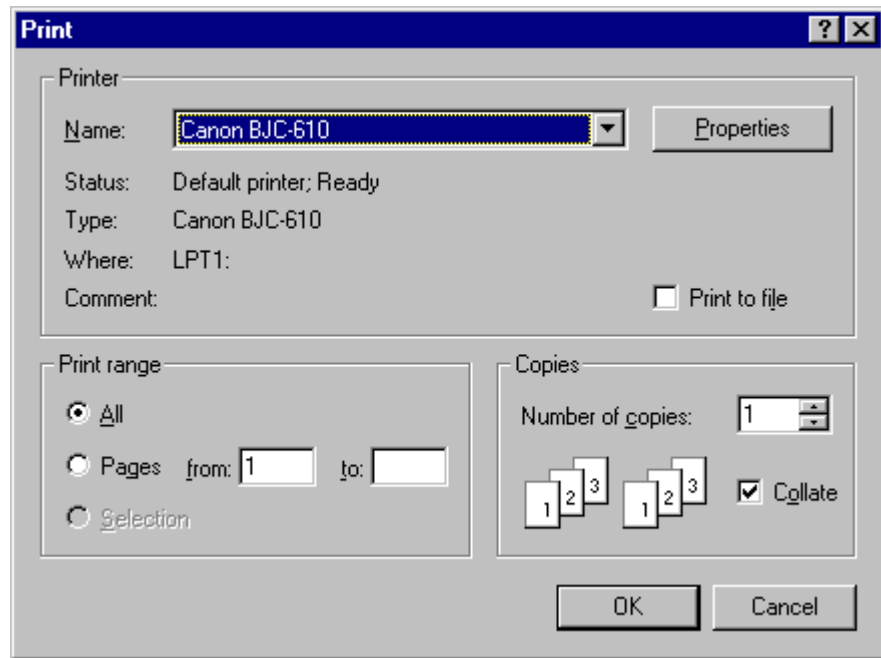 Print
Printer
Name: Canon BJC-610 Properties
Status: Default printer; Ready
Type: Canon BJC-610
Where: LPT1:
Comment: Print to file
Print range
All
Pages from: 1 to:
Selection
Copies
Number of copies: 1
1 2 3 1 2 3 Collate
OK Cancel